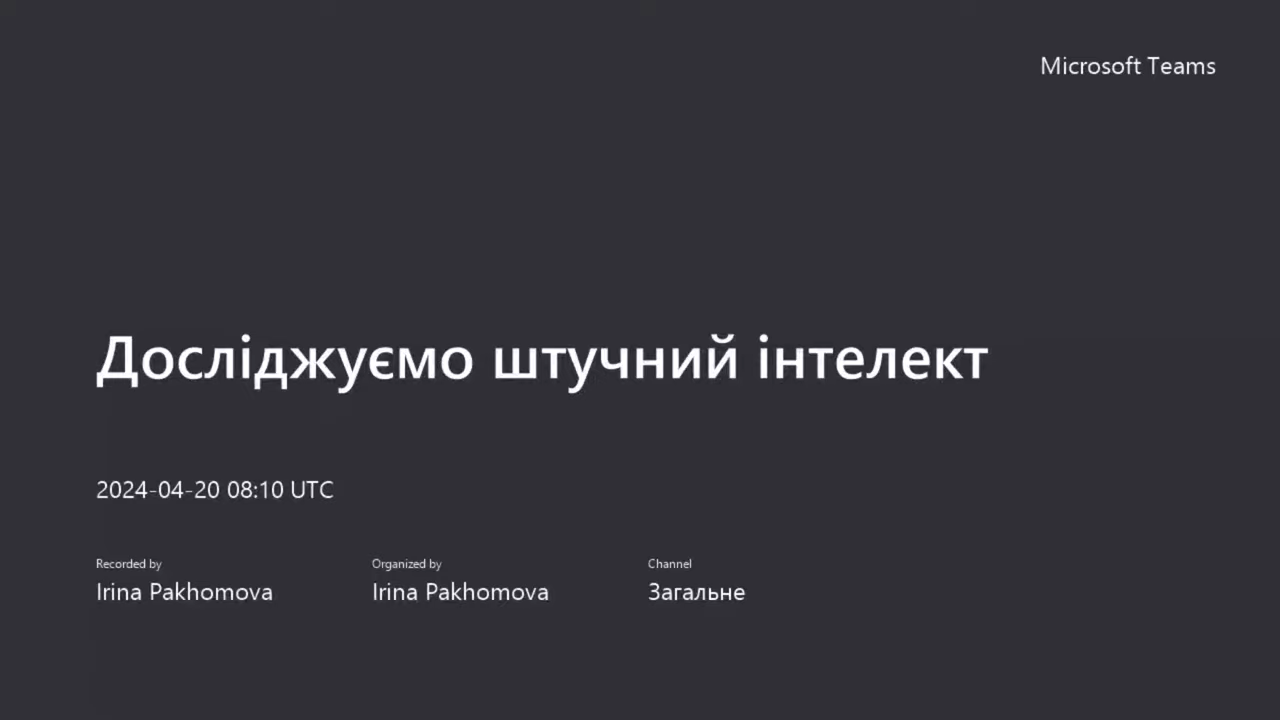 Microsoft Teams
Досліджуємо штучний інтелект
2024-04-20 08:10 UTC
Recorded by
Irina Pakhomova
Organized by
Irina Pakhomova
Channel
Загальне